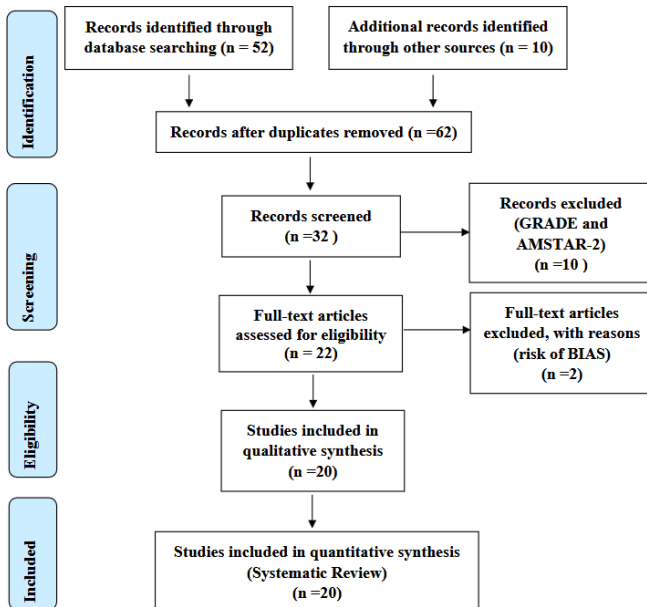 Identification
Records identified through
database searching (n = 52)
Additional records identified
through other sources (n = 10)
Records after duplicates removed (n =62)
Screening
Records screened
(n =32 )
Records excluded
(GRADE and
AMSTAR-2)
(n =10 )
Full-text articles
assessed for eligibility
(n = 22)
Full-text articles
excluded, with reasons
(risk of BIAS)
(n =2)
Eligibility
Studies included in
qualitative synthesis
(n =20)
Included
Studies included in quantitative synthesis
(Systematic Review)
(n =20)